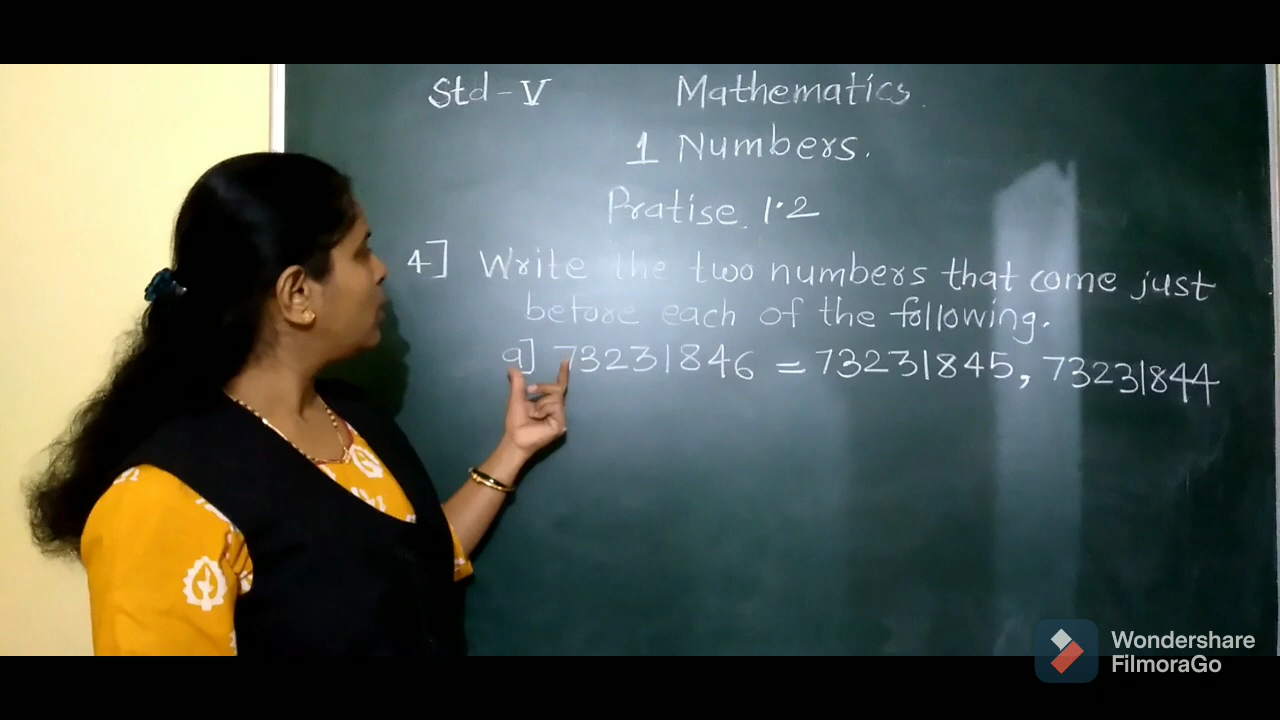 Std - V Mathematics.
1 Numbers.
Pratise. 1.2
4] Write the two numbers that come just
before each of the following.
a] 73231846 = 73231845, 73231844
Wondershare
FilmoraGo